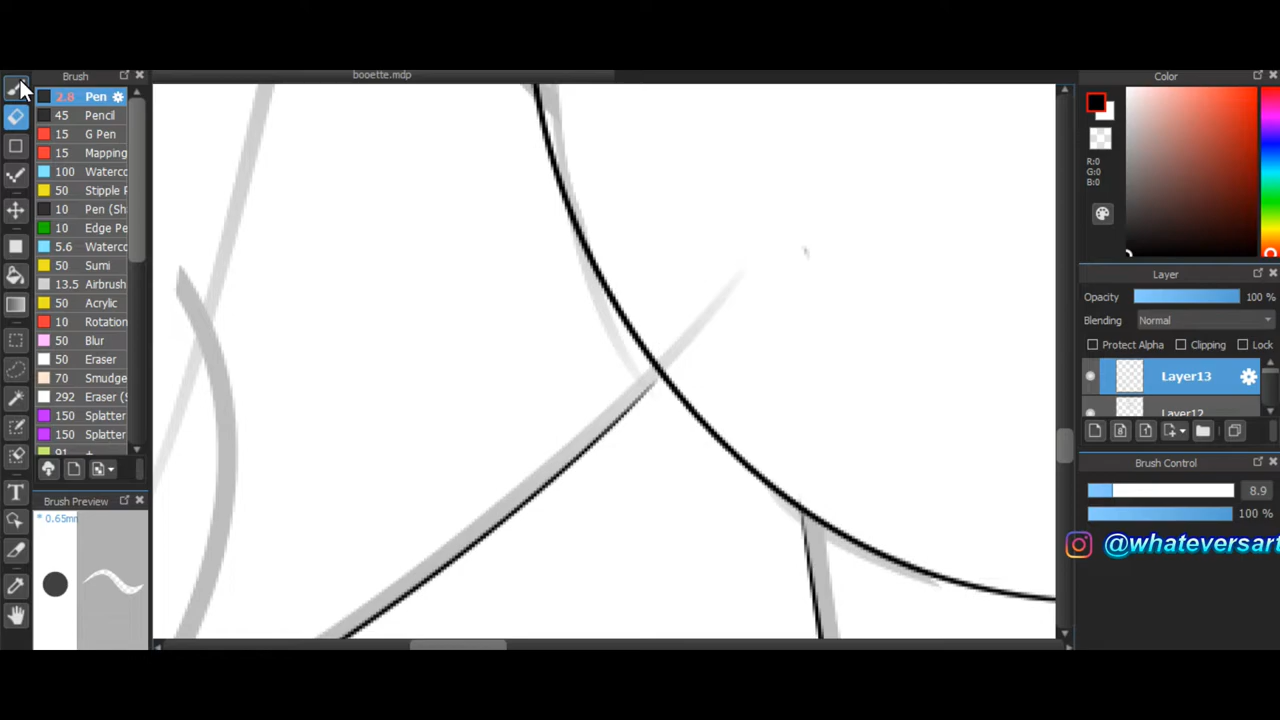 Brush
booette.mdp
Color
2.8 Pen
45 Pencil
15 G Pen
15 Mapping
100 Waterco
50 Stipple P
10 Pen (Sha
10 Edge Pe
5.6 Waterco
50 Sumi
13.5 Airbrush
50 Acrylic
10 Rotation
50 Blur
50 Eraser
70 Smudge
292 Eraser (S
150 Splatter
150 Splatter
91 +
Brush Preview
* 0.65mm
T
R:0
G:0
B:0
Layer
Opacity 100 %
Blending Normal
Protect Alpha Clipping Lock
Layer13
Layer12
Brush Control
8.9
100 %
@whateversart